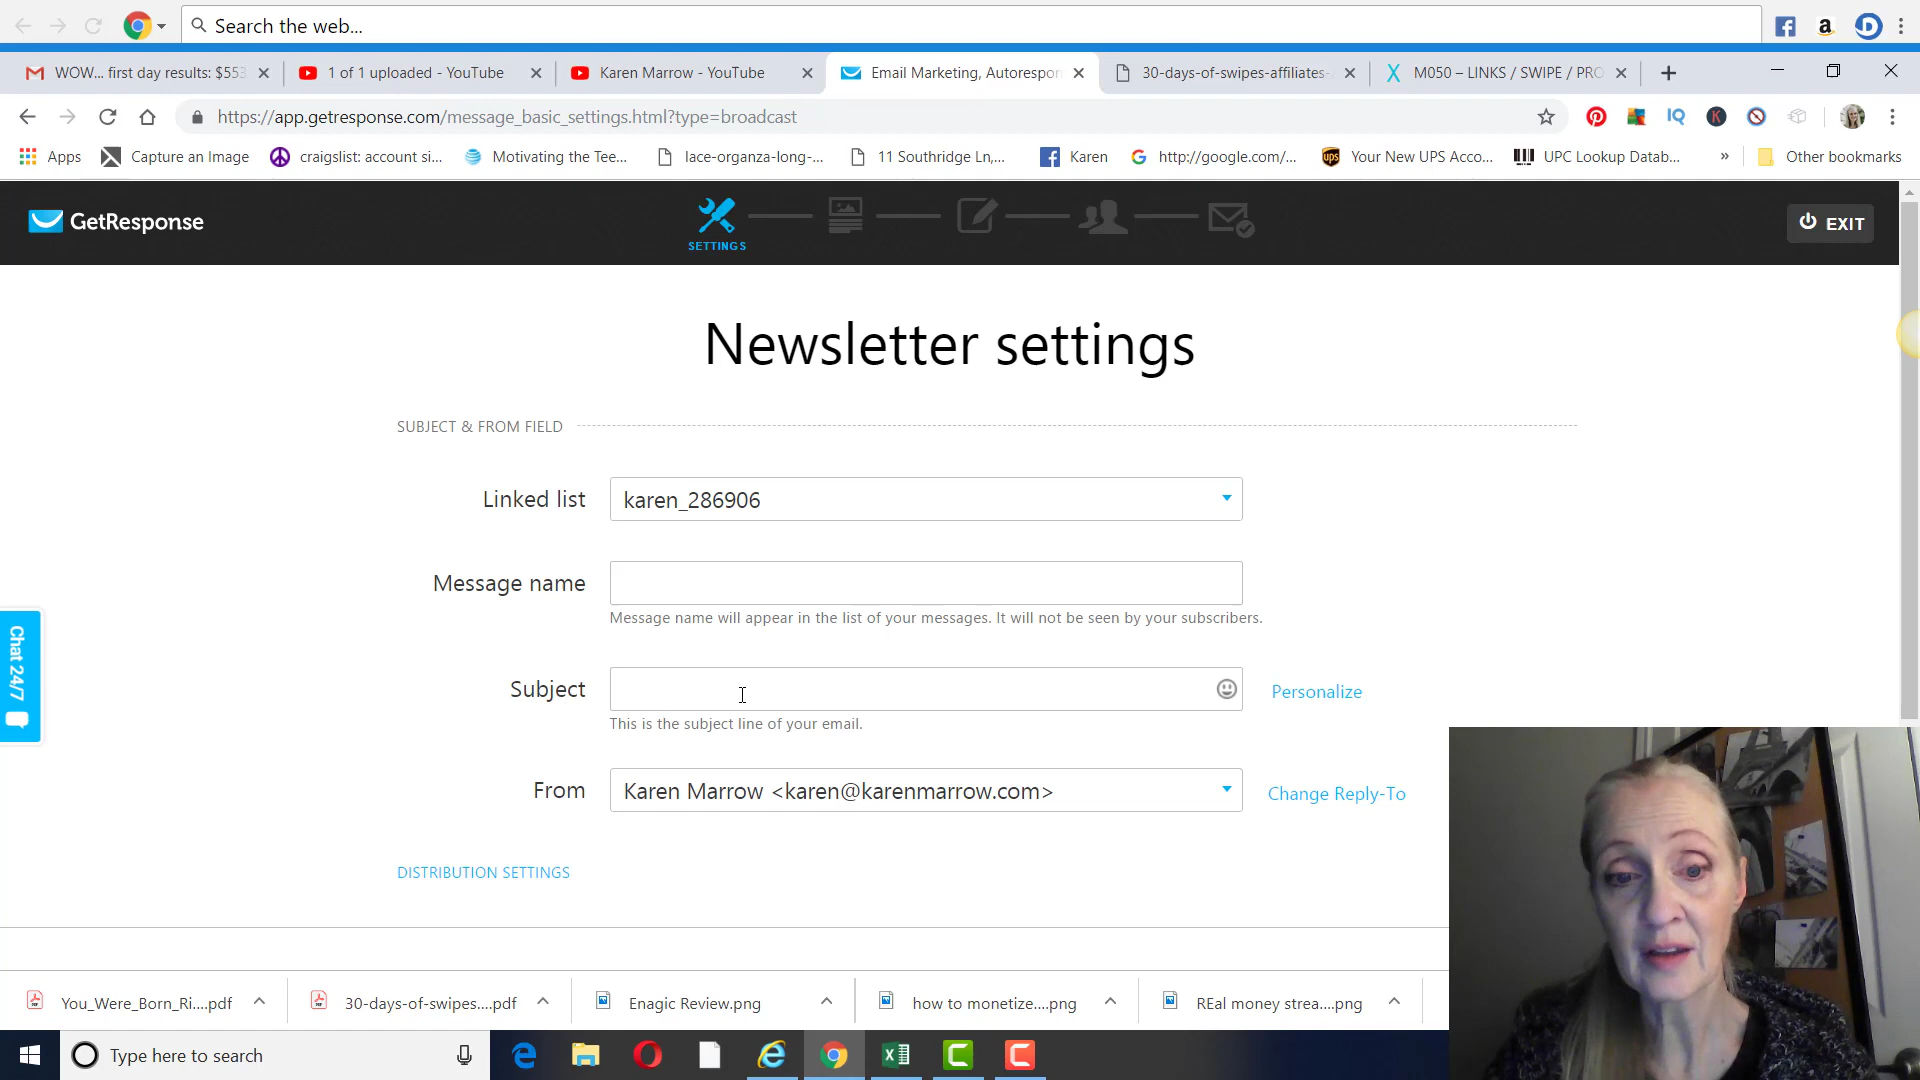 Search the web...
WOW... first day results: $553
1 of 1 uploaded - YouTube
Karen Marrow - YouTube
Email Marketing, Autorespon
30-days-of-swipes-affiliates-
M050 – LINKS / SWIPE / PRO
https://app.getresponse.com/message_basic_settings.html?type=broadcast
Apps
Capture an Image
craigslist: account si...
Motivating the Tee...
lace-organza-long-...
11 Southridge Ln,...
Karen
http://google.com/...
Your New UPS Acco...
UPC Lookup Datab...
»
Other bookmarks
GetResponse
SETTINGS
EXIT
Newsletter settings
SUBJECT & FROM FIELD
Linked list
karen_286906
Message name
Message name will appear in the list of your messages. It will not be seen by your subscribers.
Subject
Personalize
This is the subject line of your email.
From
Karen Marrow <karen@karenmarrow.com>
Change Reply-To
DISTRIBUTION SETTINGS
Chat 24/7
You_Were_Born_Ri....pdf
30-days-of-swipes....pdf
Enagic Review.png
how to monetize....png
REal money strea....png
Type here to search